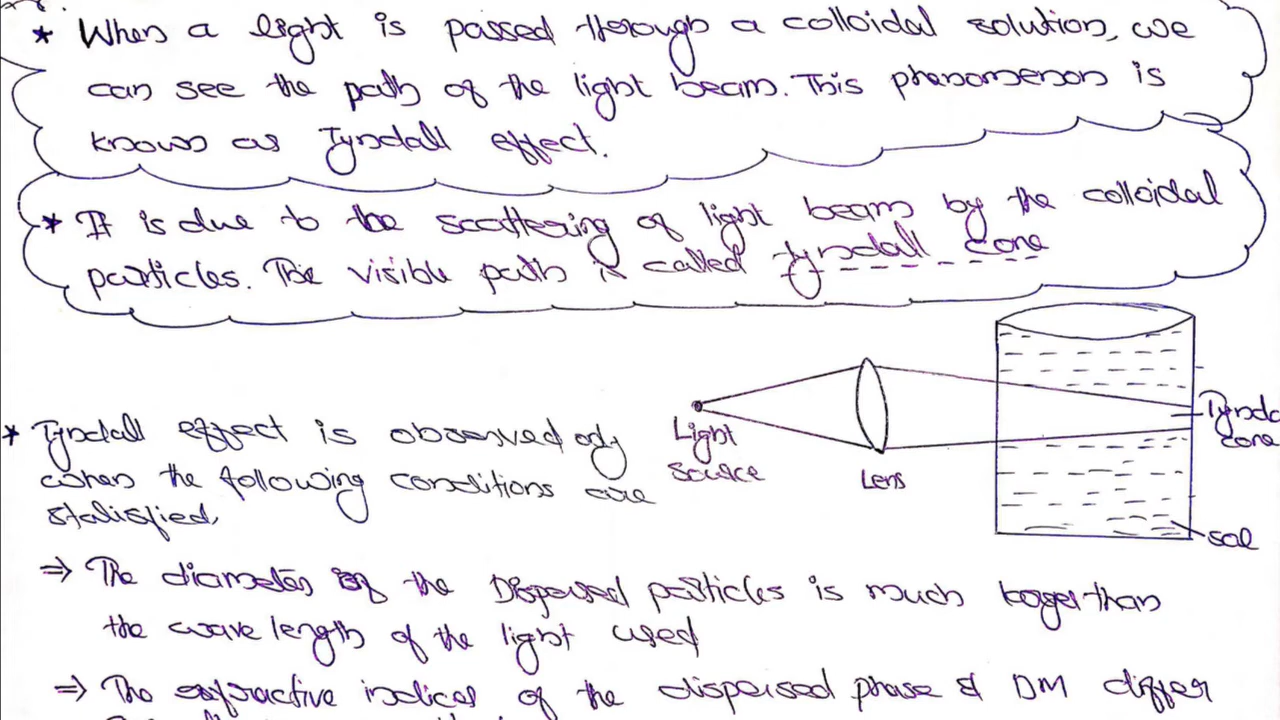 * When a light is passed through a colloidal solution, we
can see the path of the light beam. This phenomenon is
known as Tyndall effect.
* It is due to the scattering of light beam by the colloidal
particles. The visible path is called tyndall cone
* Tyndall effect is observed only
when the following conditions are
statisfied,
Light
source
Lens
Tynda
cone
sol
⇒ The diameter of the Dispersed particles is much larger than
the wave length of the light used
⇒ The refractive indices of the dispersed phase & DM differ